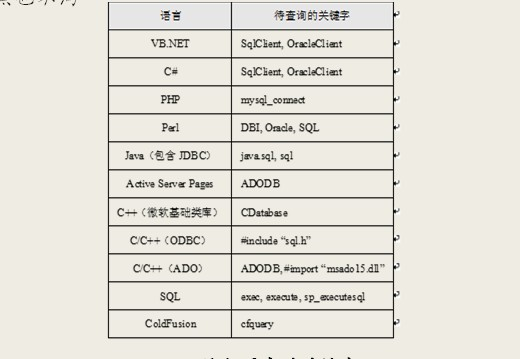 语言 待查询的关键字
VB.NET SqlClient, OracleClient
C# SqlClient, OracleClient
PHP mysql_connect
Perl DBI, Oracle, SQL
Java（包含 JDBC） java.sql, sql
Active Server Pages ADODB
C++（微软基础类库） CDatabase
C/C++（ODBC） #include “sql.h”
C/C++（ADO） ADODB, #import “msado15.dll”
SQL exec, execute, sp_executesql
ColdFusion cfquery